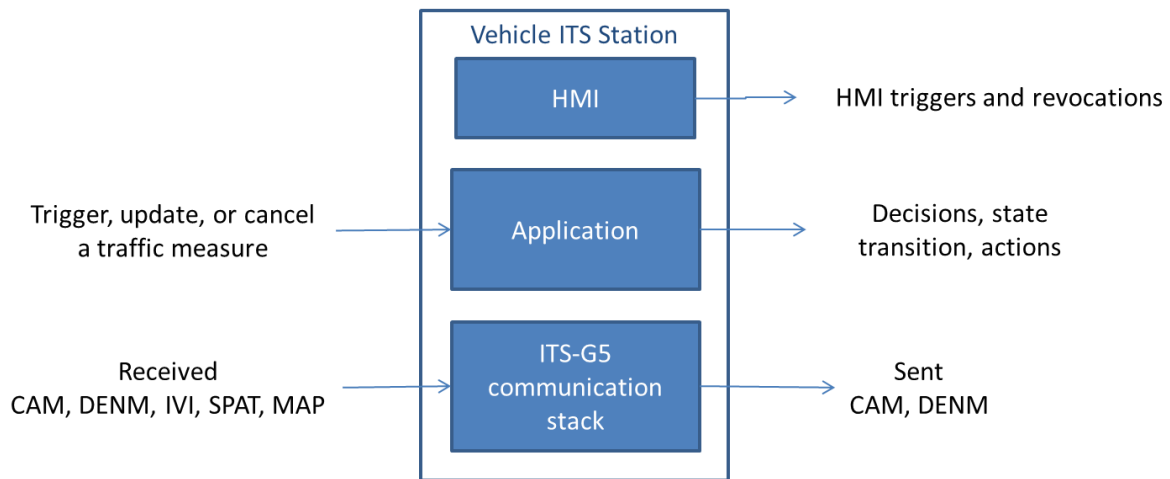 Vehicle ITS Station
HMI
HMI triggers and revocations
Trigger, update, or cancel
a traffic measure
Application
Decisions, state
transition, actions
Received
CAM, DENM, IVI, SPAT, MAP
ITS-G5
communication
stack
Sent
CAM, DENM